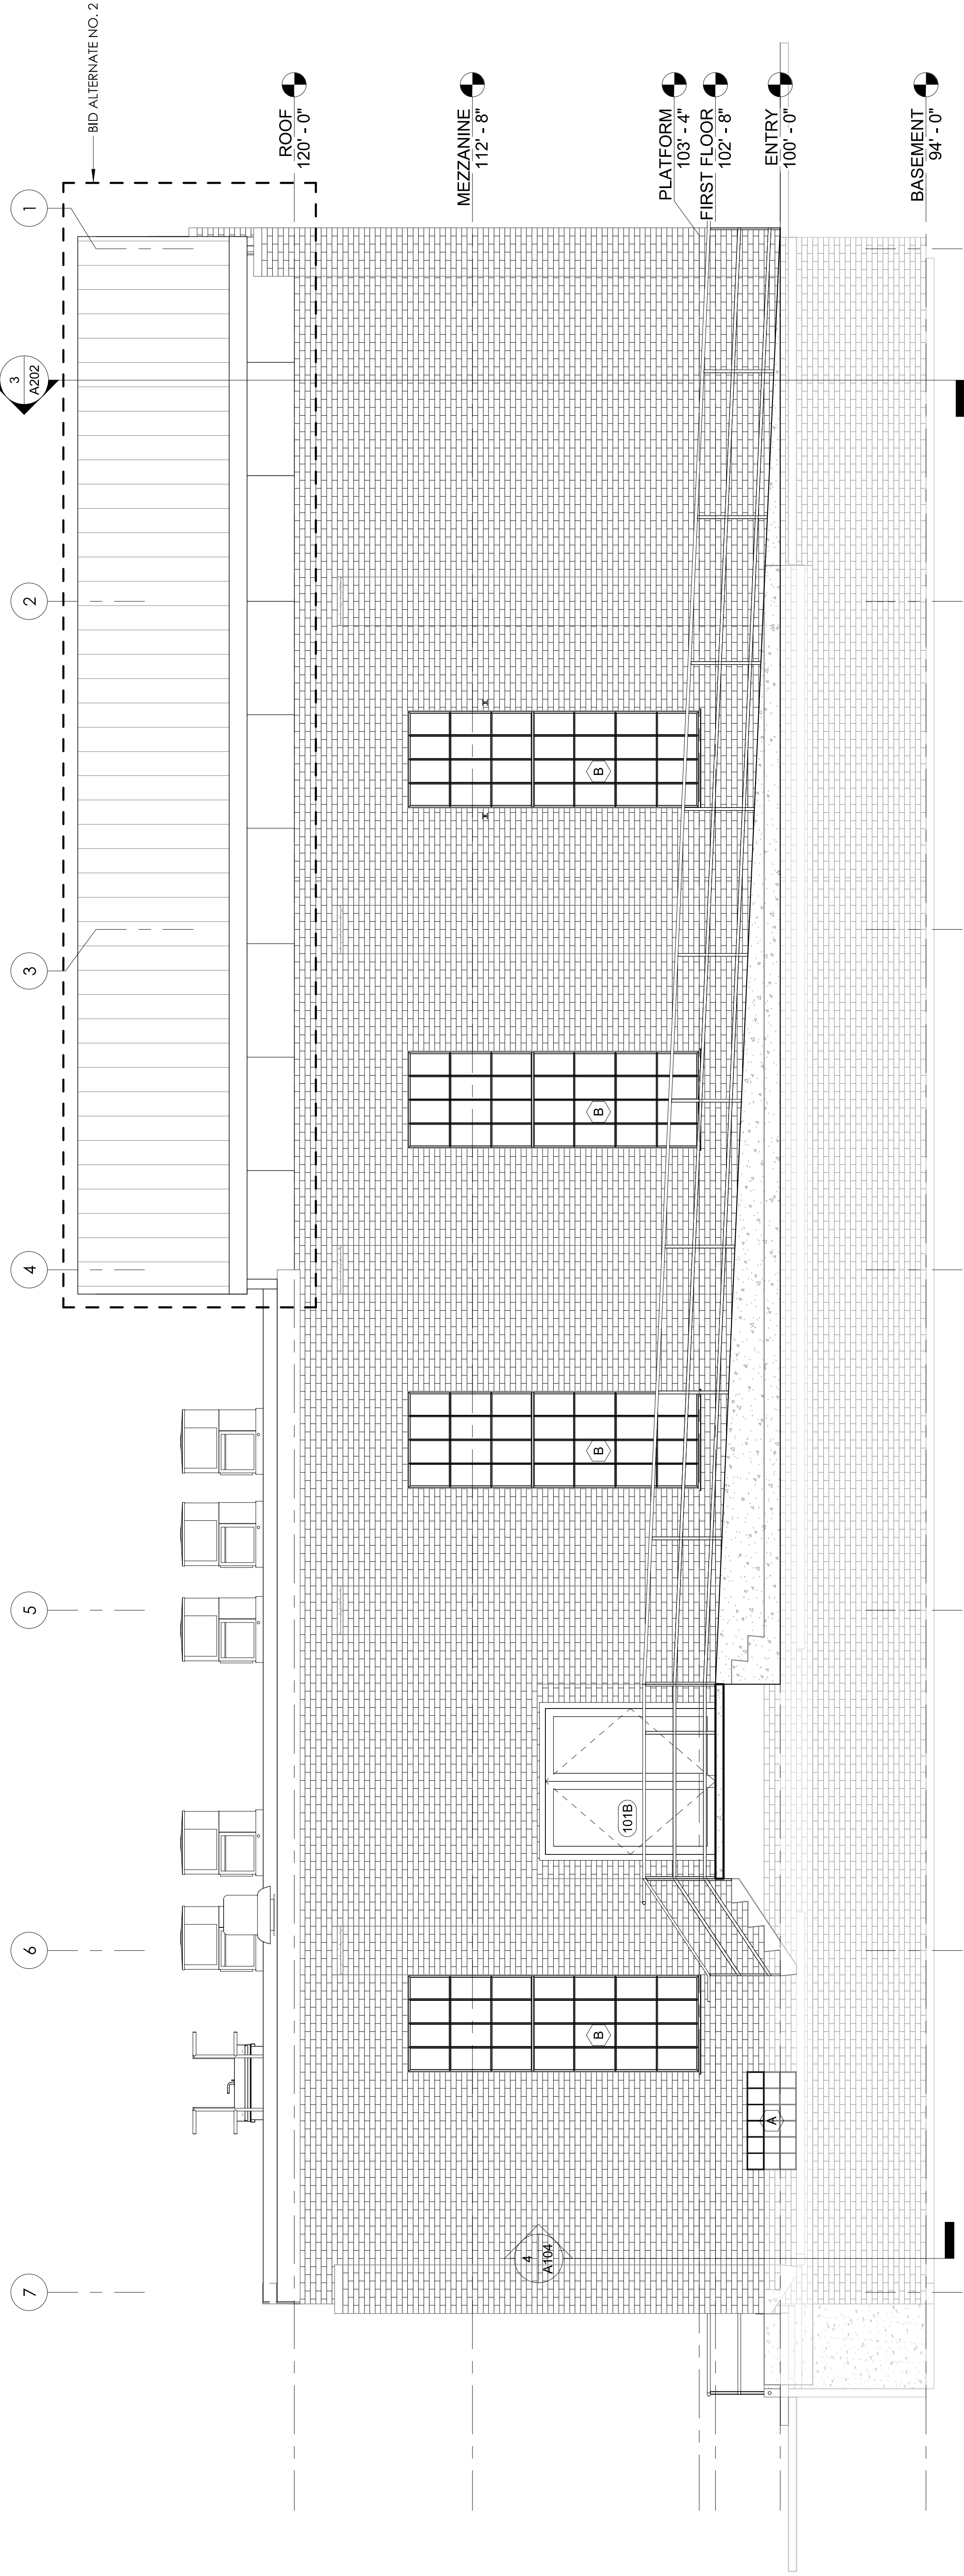 BID ALTERNATE NO. 2
7
6
5
4
3
2
3
A202
1
ROOF
120' - 0"
MEZZANINE
112' - 8"
PLATFORM
103' - 4"
FIRST FLOOR
102' - 8"
ENTRY
100' - 0"
BASEMENT
94' - 0"
B
B
B
B
101B
A
4
A104